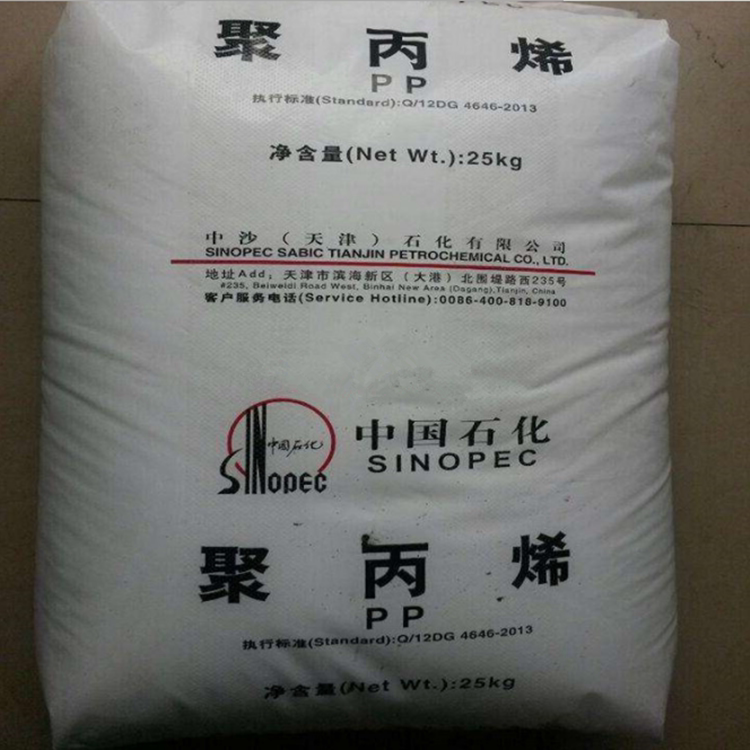 SINOPEC
聚丙烯
PP
执行标准(Standard):Q/12DG 4646-2013
净含量(Net Wt.):25kg
中沙（天津）石化有限公司
SINOPEC SABIC TIANJIN PETROCHEMICAL CO., LTD.
地址Add：天津市滨海新区（大港）北围堤路西235号
#235, Beiweidi Road West, Binhai New Area (Dagang),Tianjin, China
客户服务电话(Service Hotline):0086-400-818-9100
中国石化
SINOPEC
中国石化
SINOPEC
聚丙烯
PP
执行标准(Standard):Q/12DG 4646-2013
净含量(Net Wt.):25kg